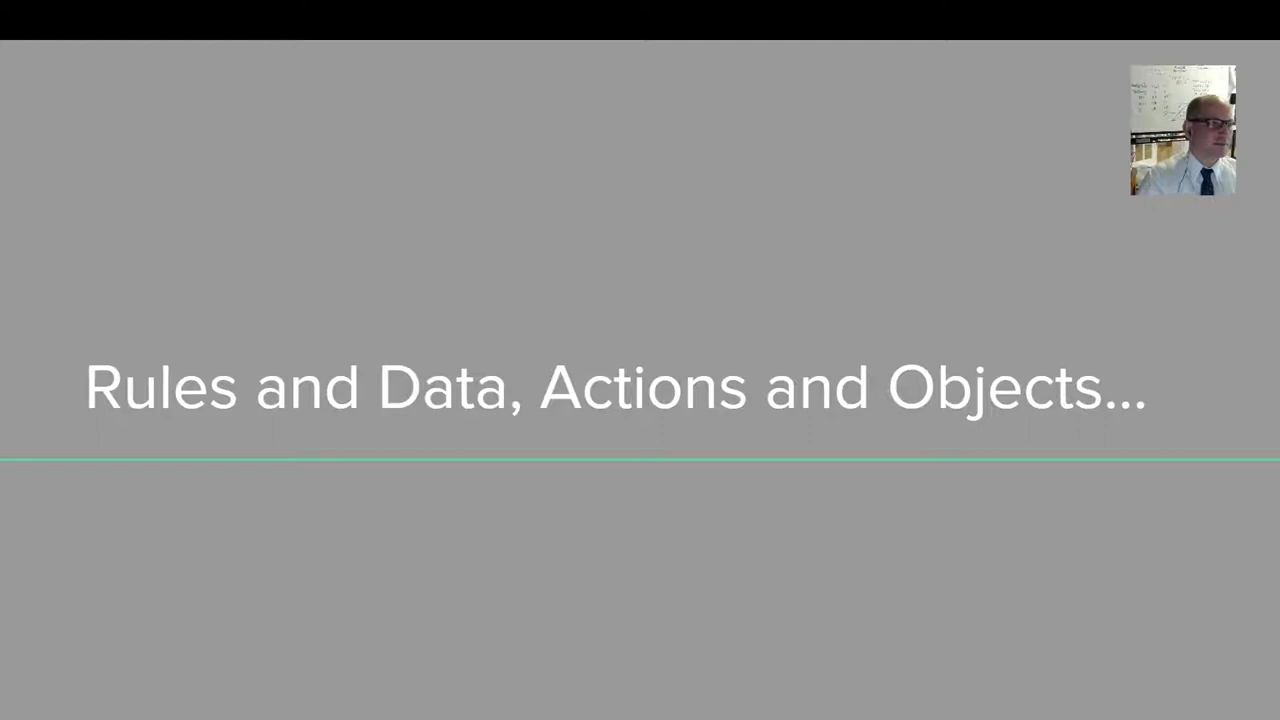 Rules and Data, Actions and Objects...